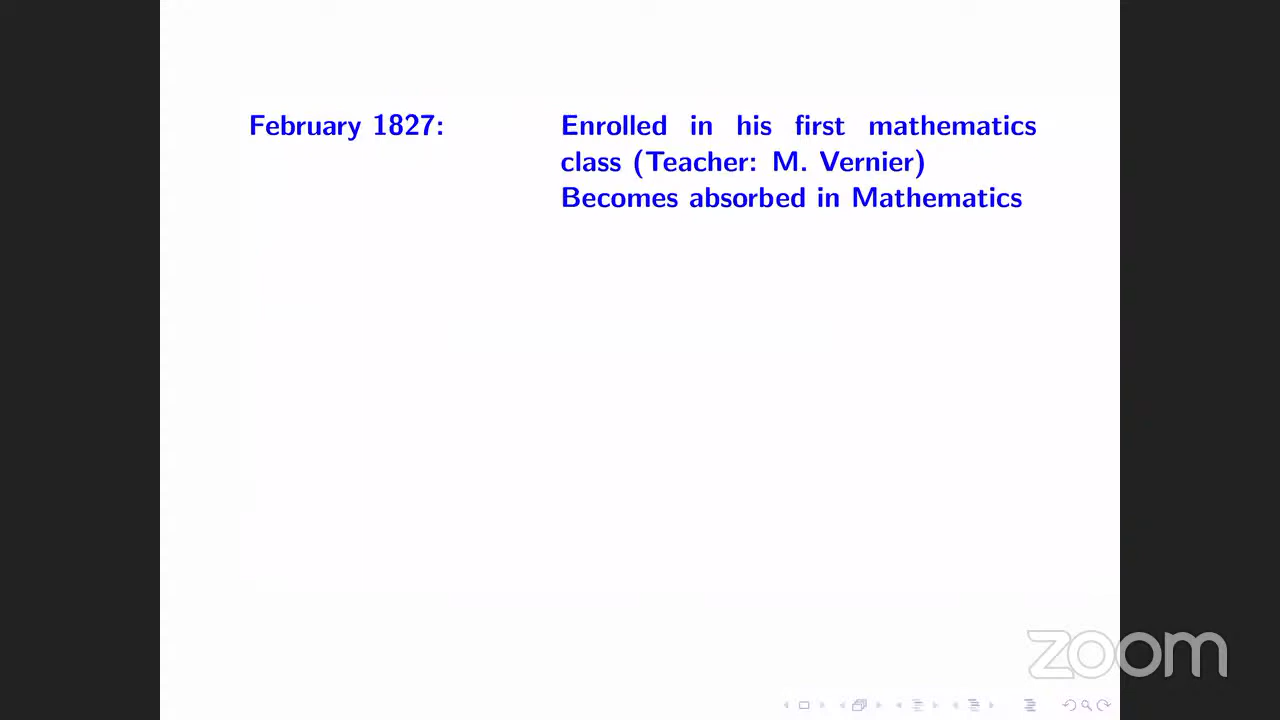 February 1827: Enrolled in his first mathematics
class (Teacher: M. Vernier)
Becomes absorbed in Mathematics
zoom